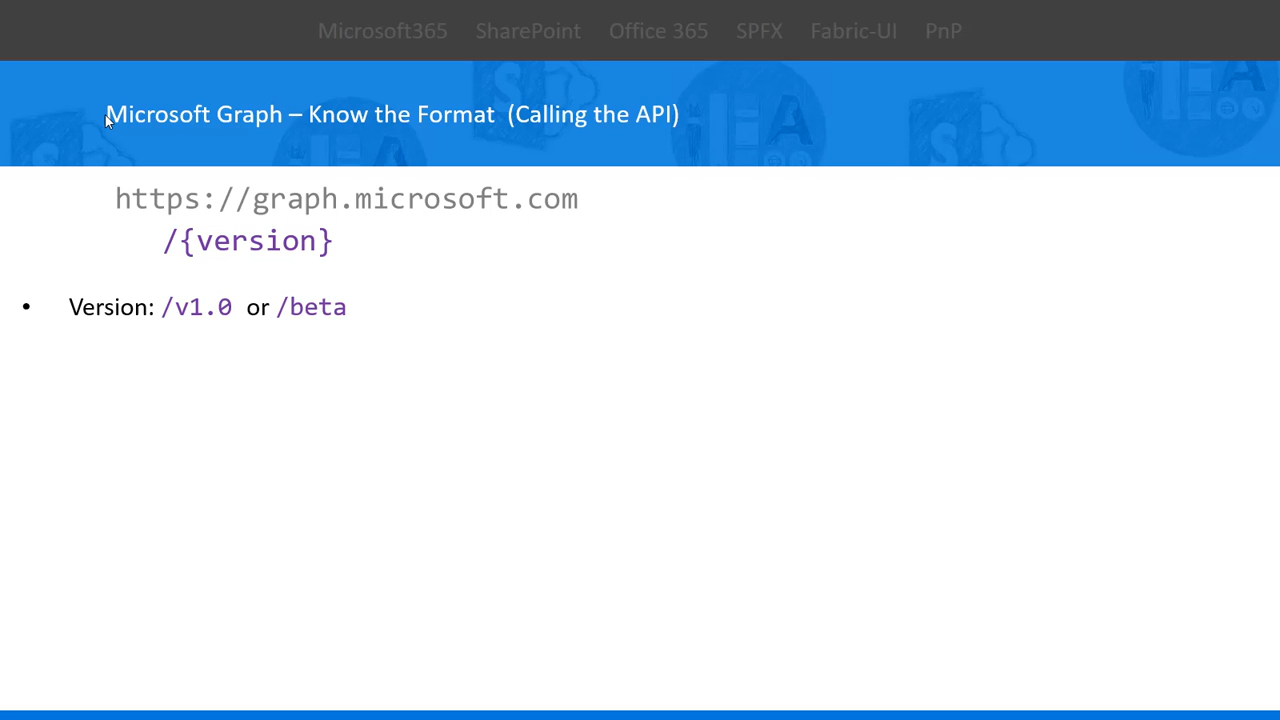 Microsoft365 SharePoint Office 365 SPFX Fabric-UI PnP
Microsoft Graph – Know the Format (Calling the API)
https://graph.microsoft.com
/{version}
• Version: /v1.0 or /beta